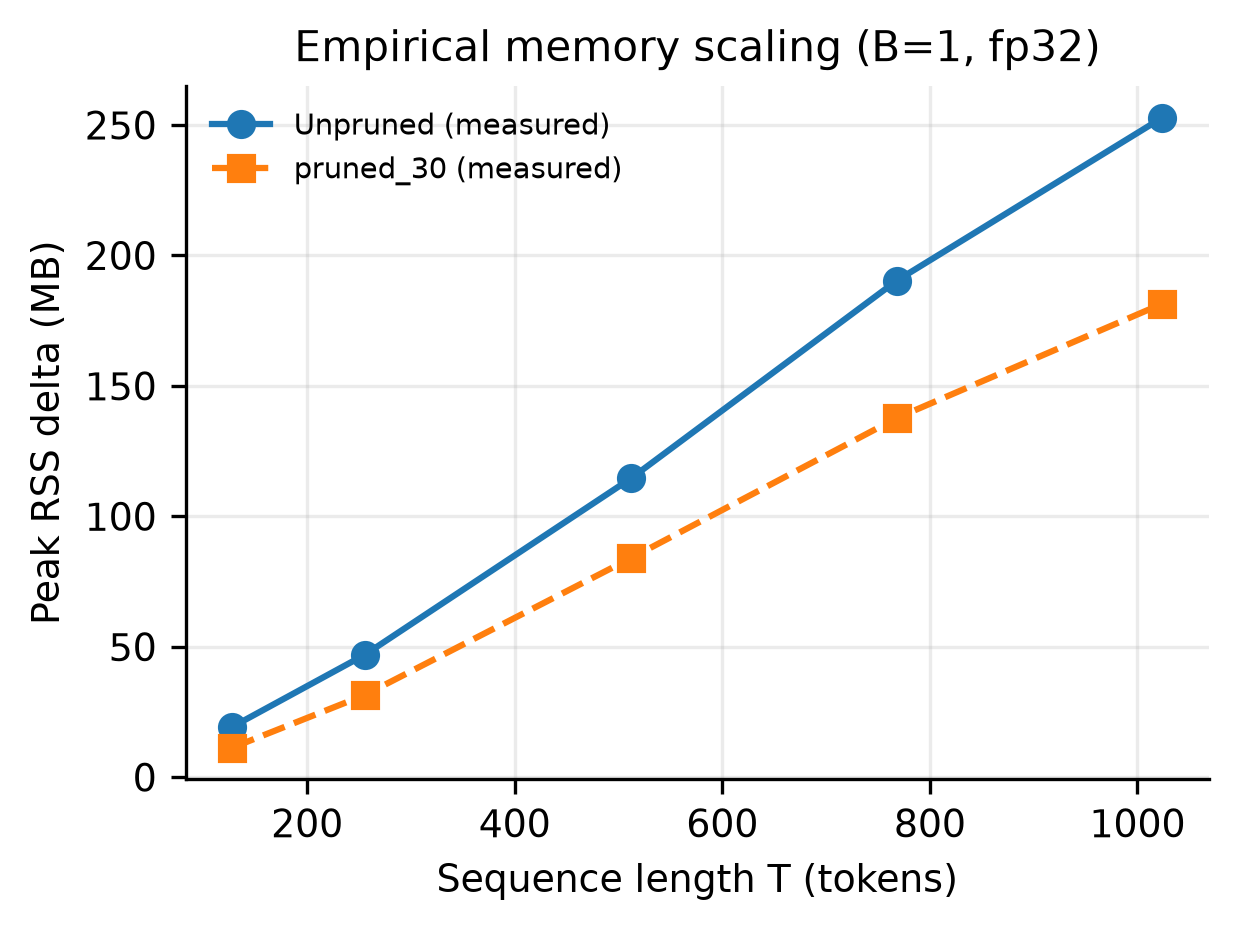 Empirical memory scaling (B=1, fp32)
Unpruned (measured)
pruned_30 (measured)
Peak RSS delta (MB)
250
200
150
100
50
0
200 400 600 800 1000
Sequence length T (tokens)